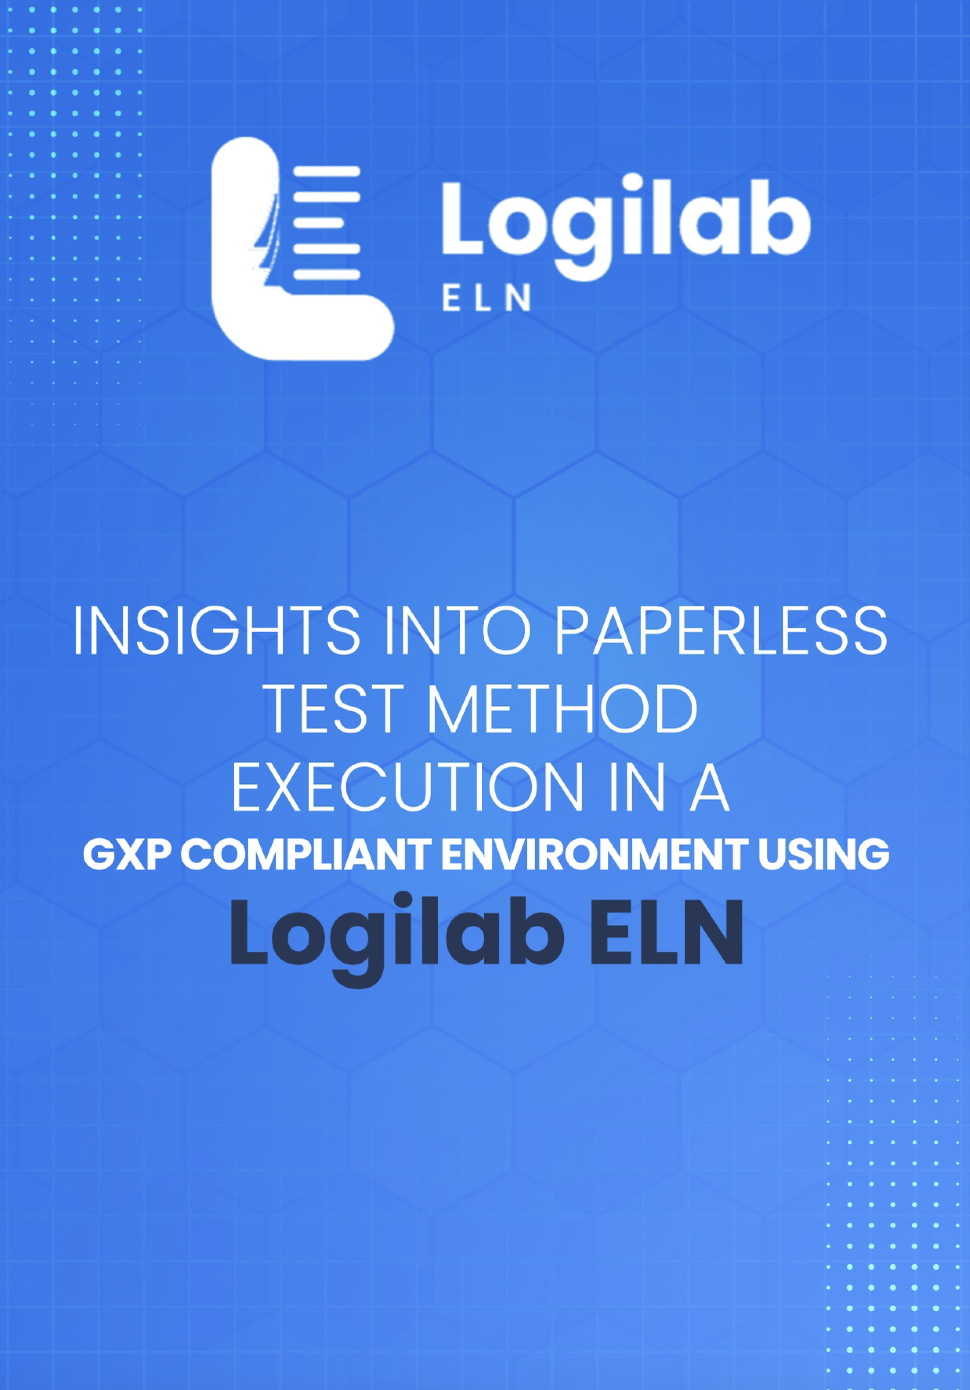 Logilab
ELN
INSIGHTS INTO PAPERLESS
TEST METHOD
EXECUTION IN A
GXP COMPLIANT ENVIRONMENT USING
Logilab ELN